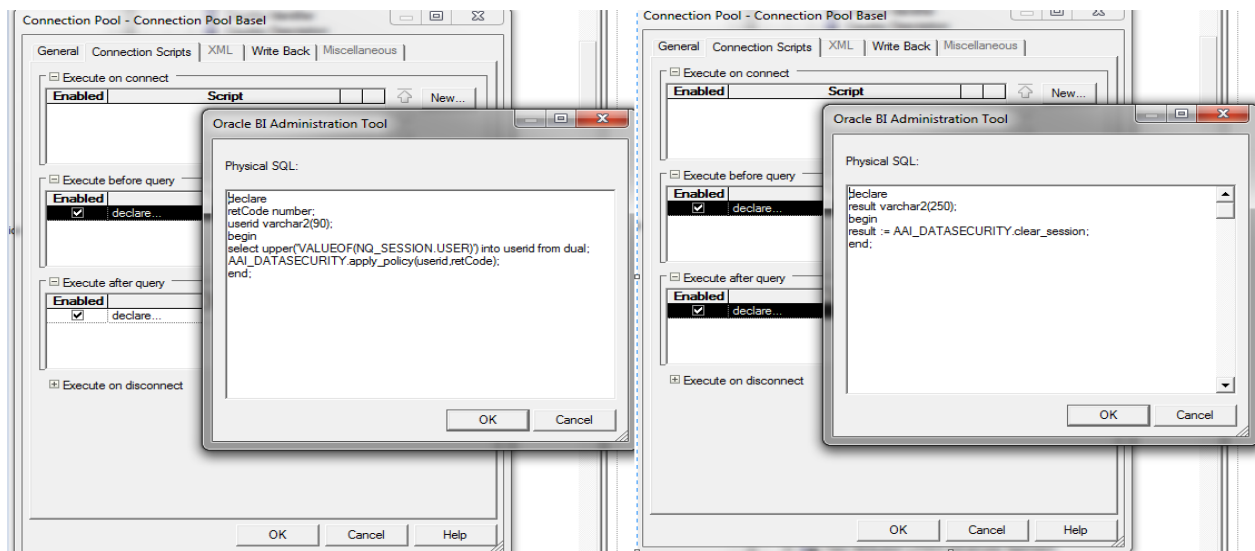 Connection Pool - Connection Pool Basel
General Connection Scripts XML Write Back Miscellaneous
Execute on connect
Enabled Script
New...
Oracle BI Administration Tool
Physical SQL:
Execute before query
Enabled
declare...
declare
retCode number;
userid varchar2(90);
begin
select upper('VALUEOF(NQ_SESSION.USER)') into userid from dual;
AAI_DATASECURITY.apply_policy(userid,retCode);
end;
Execute after query
Enabled
declare...
Execute on disconnect
OK Cancel
OK Cancel Help
Connection Pool - Connection Pool Basel
General Connection Scripts XML Write Back Miscellaneous
Execute on connect
Enabled Script
New...
Oracle BI Administration Tool
Physical SQL:
Execute before query
Enabled
declare...
declare
result varchar2(250);
begin
result := AAI_DATASECURITY.clear_session;
end;
Execute after query
Enabled
declare...
Execute on disconnect
OK Cancel
OK Cancel Help